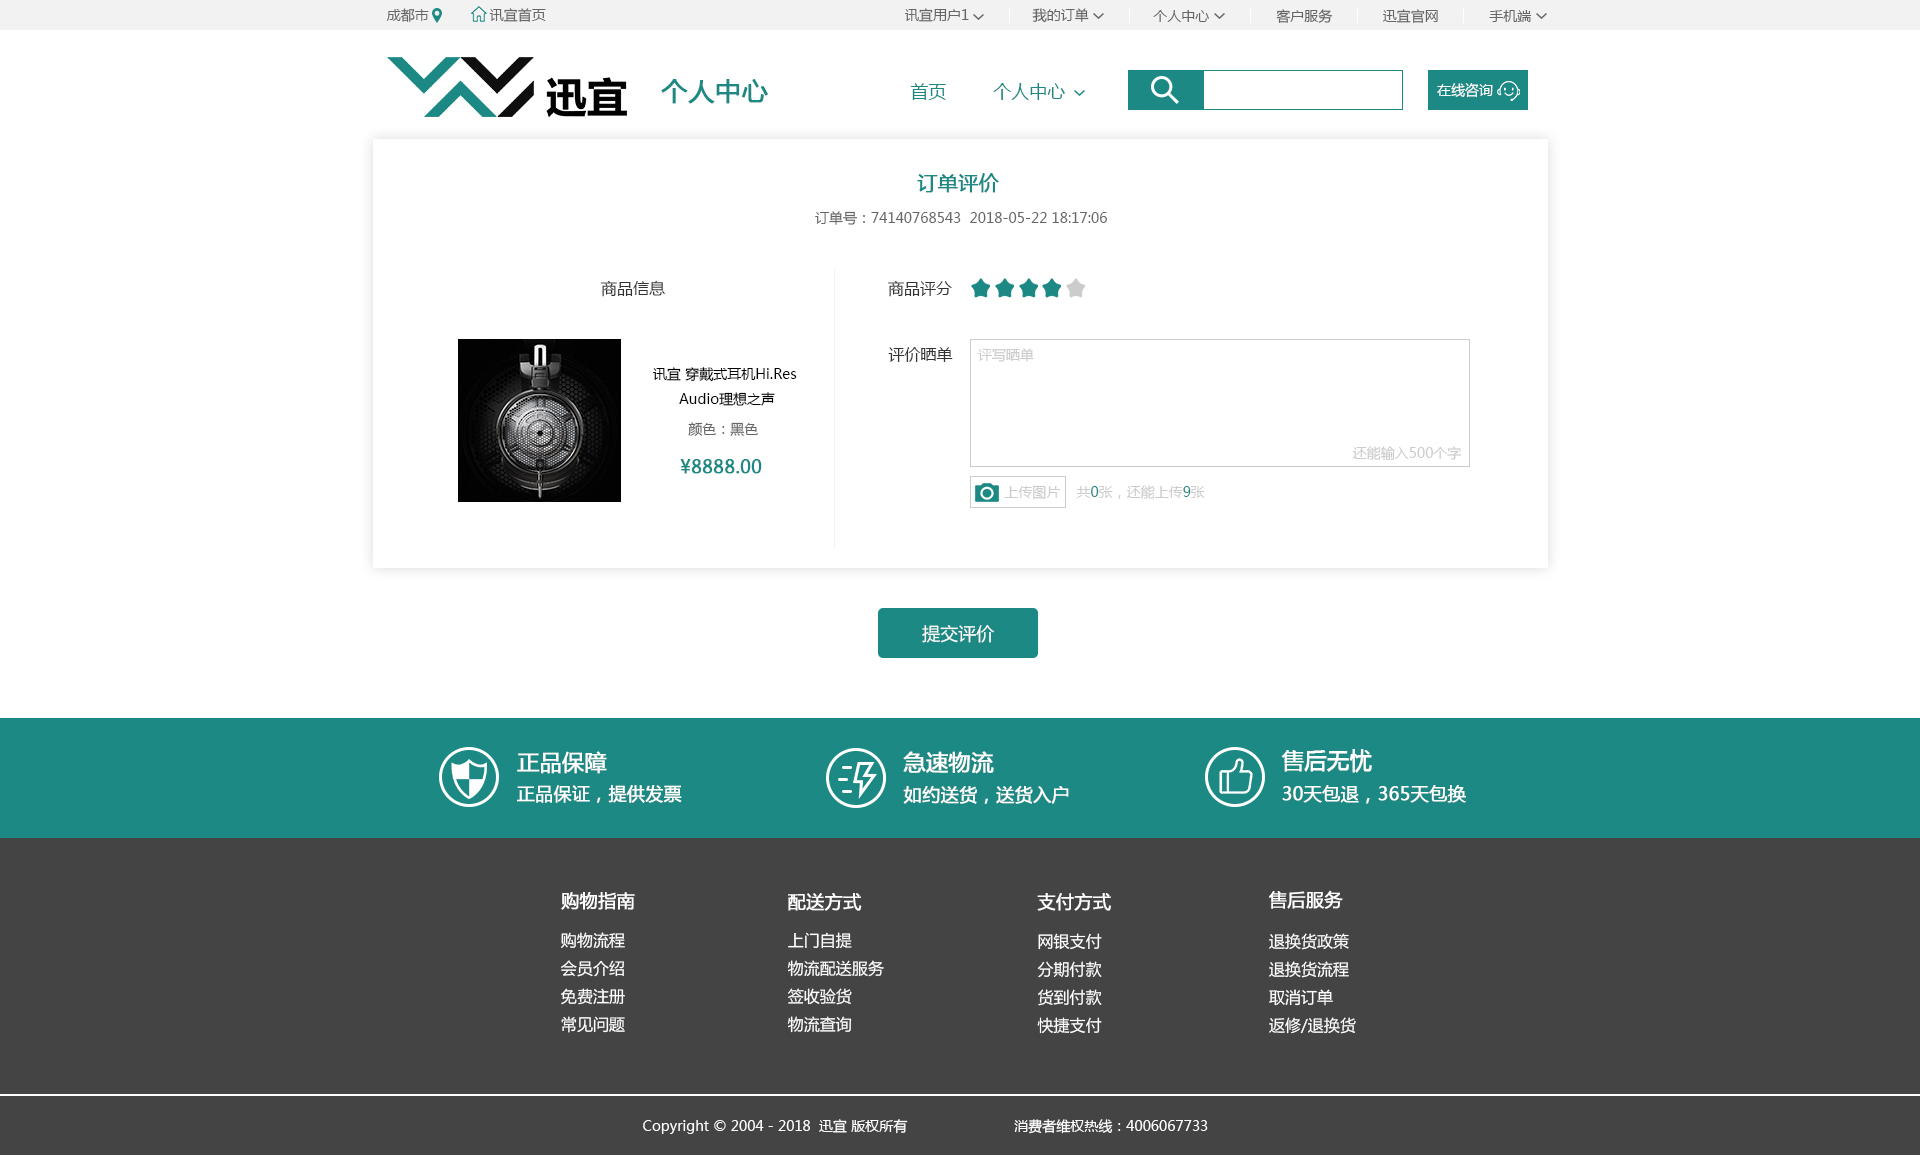 成都市 迅宜首页 迅宜用户1 我的订单 个人中心 客户服务 迅宜官网 手机端
迅宜 个人中心 首页 个人中心 在线咨询
订单评价
订单号：74140768543 2018-05-22 18:17:06
商品信息
迅宜 穿戴式耳机Hi.Res
Audio理想之声
颜色：黑色
¥8888.00
商品评分
评价晒单
评写晒单
还能输入500个字
上传图片 共0张，还能上传9张
提交评价
正品保障
正品保证，提供发票
急速物流
如约送货，送货入户
售后无忧
30天包退，365天包换
购物指南
购物流程
会员介绍
免费注册
常见问题
配送方式
上门自提
物流配送服务
签收验货
物流查询
支付方式
网银支付
分期付款
货到付款
快捷支付
售后服务
退换货政策
退换货流程
取消订单
返修/退换货
Copyright © 2004 - 2018 迅宜 版权所有 消费者维权热线：4006067733